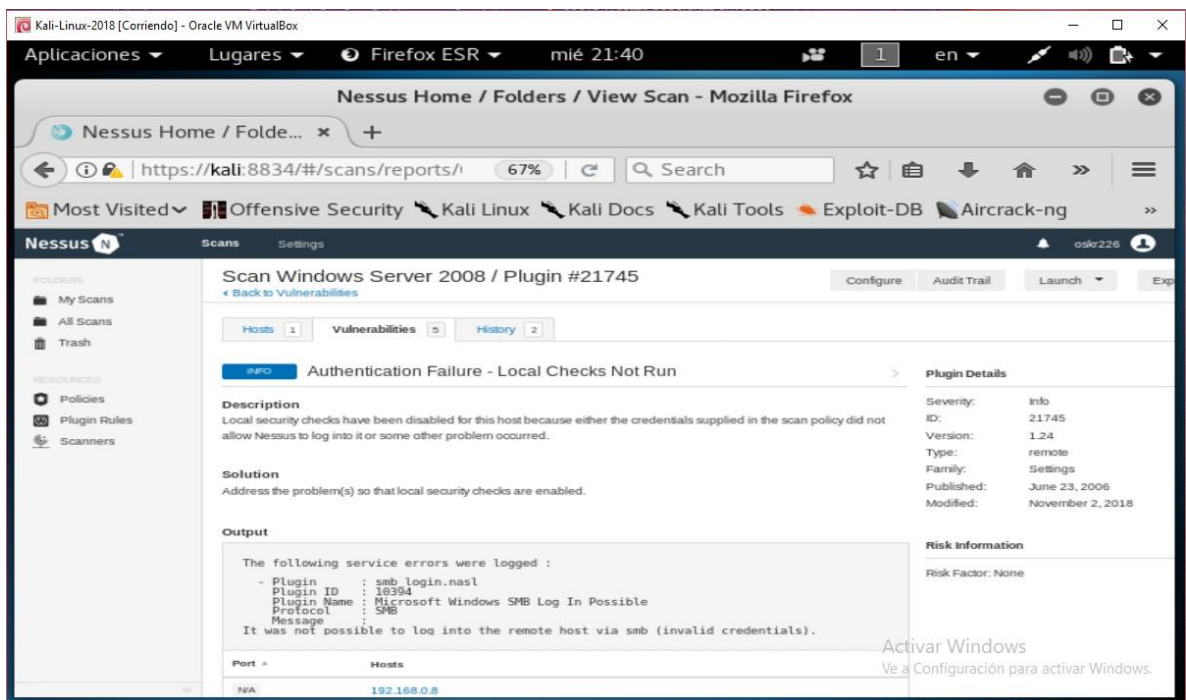 Kali-Linux-2018 [Corriendo] - Oracle VM VirtualBox
Aplicaciones Lugares Firefox ESR mié 21:40 1 en
Nessus Home / Folders / View Scan - Mozilla Firefox
Nessus Home / Folde... × +
https://kali:8834/#/scans/reports/ 67% Search
Most Visited Offensive Security Kali Linux Kali Docs Kali Tools Exploit-DB Aircrack-ng »
Nessus N Scans Settings oskr226
FOLDERS
My Scans
All Scans
Trash
RESOURCES
Policies
Plugin Rules
Scanners
Scan Windows Server 2008 / Plugin #21745
‹ Back to Vulnerabilities
Configure Audit Trail Launch Exp
Hosts 1 Vulnerabilities 5 History 2
INFO Authentication Failure - Local Checks Not Run
Description
Local security checks have been disabled for this host because either the credentials supplied in the scan policy did not
allow Nessus to log into it or some other problem occurred.
Solution
Address the problem(s) so that local security checks are enabled.
Output
The following service errors were logged :
- Plugin : smb_login.nasl
Plugin ID : 10394
Plugin Name : Microsoft Windows SMB Log In Possible
Protocol : SMB
Message :
It was not possible to log into the remote host via smb (invalid credentials).
Port Hosts
N/A 192.168.0.8
Plugin Details
Severity: Info
ID: 21745
Version: 1.24
Type: remote
Family: Settings
Published: June 23, 2006
Modified: November 2, 2018
Risk Information
Risk Factor: None
Activar Windows
Ve a Configuración para activar Windows.